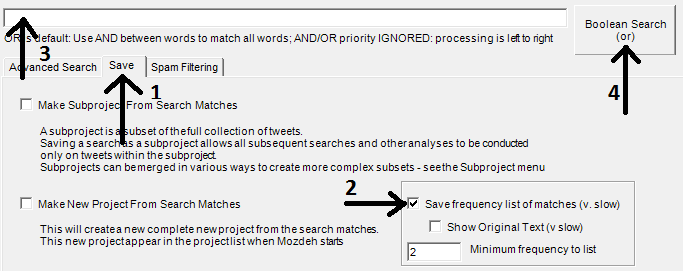 Boolean Search
(or)
OR is default: Use AND between words to match all words; AND/OR priority IGNORED: processing is left to right
3
4
Advanced Search Save Spam Filtering
1
Make Subproject From Search Matches
A subproject is a subset of the full collection of tweets.
Saving a search as a subproject allows all subsequent searches and other analyses to be conducted
only on tweets within the subproject.
Subprojects can be merged in various ways to create more complex subsets - see the Subproject menu
2
Make New Project From Search Matches
This will create a new complete new project from the search matches.
This new project appear in the project list when Mozdeh starts
Save frequency list of matches (v. slow)
Show Original Text (v slow)
2 Minimum frequency to list